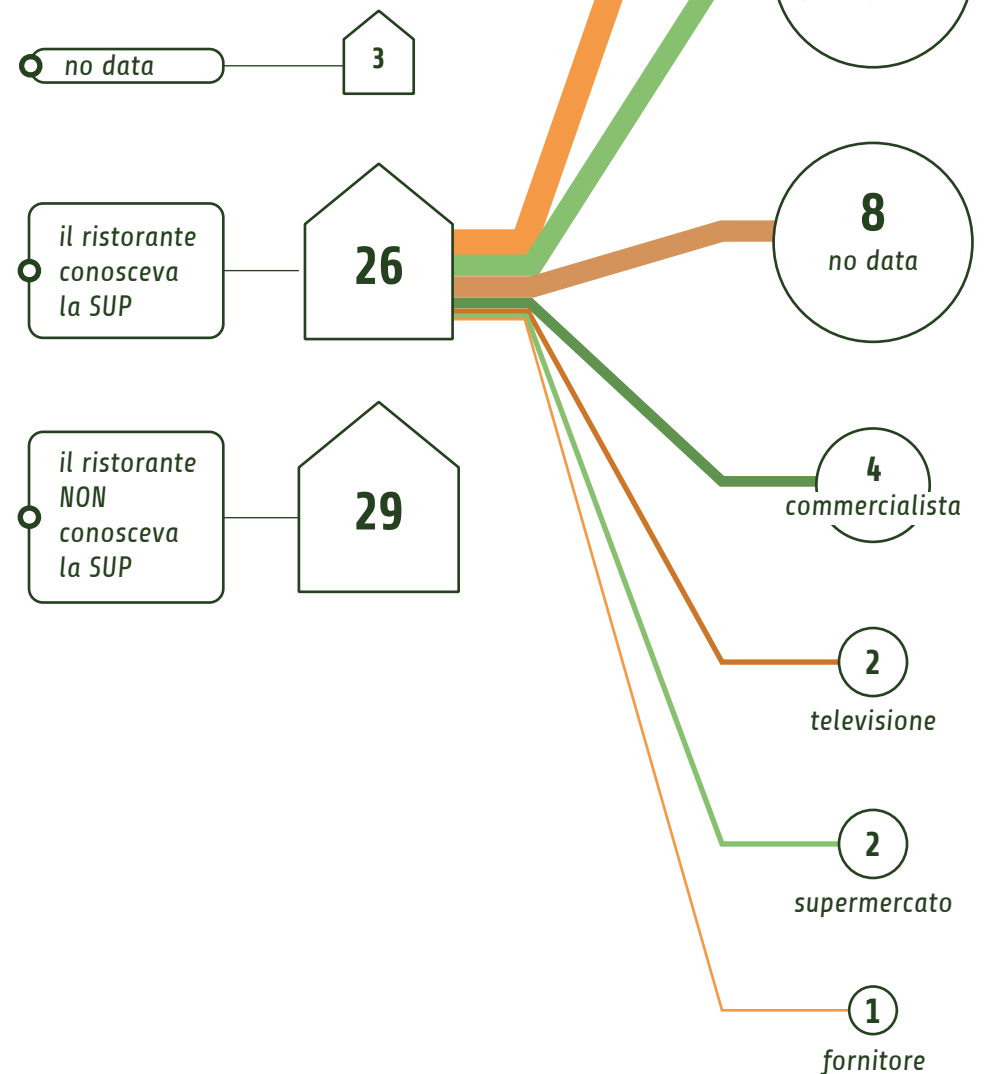 no data
3
il ristorante
conosceva
la SUP
26
8
no data
il ristorante
NON
conosceva
la SUP
29
4
commercialista
2
televisione
2
supermercato
1
fornitore